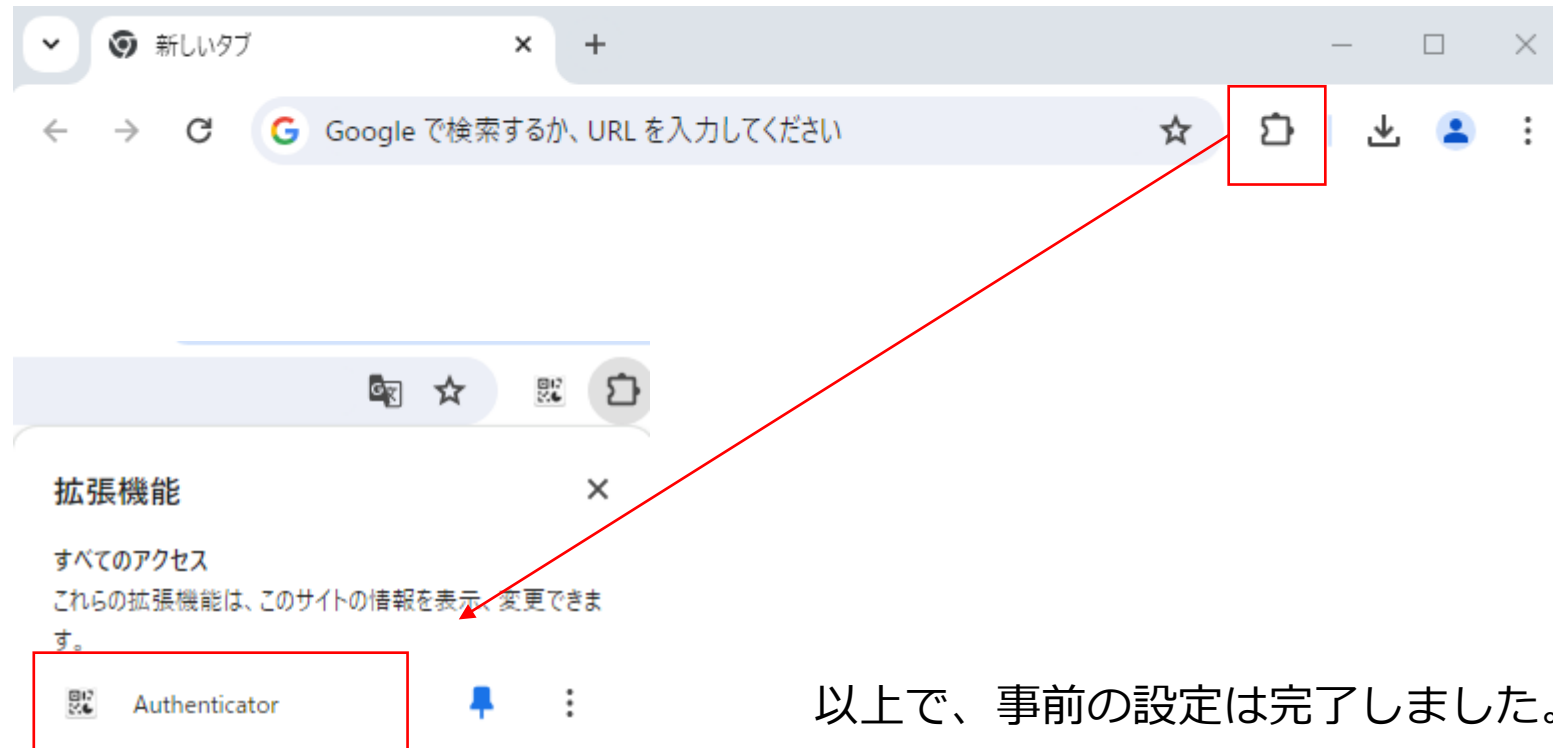 新しいタブ
Google で検索するか、URL を入力してください
拡張機能
すべてのアクセス
これらの拡張機能は、このサイトの情報を表示、変更できま
す。
Authenticator
以上で、事前の設定は完了しました。